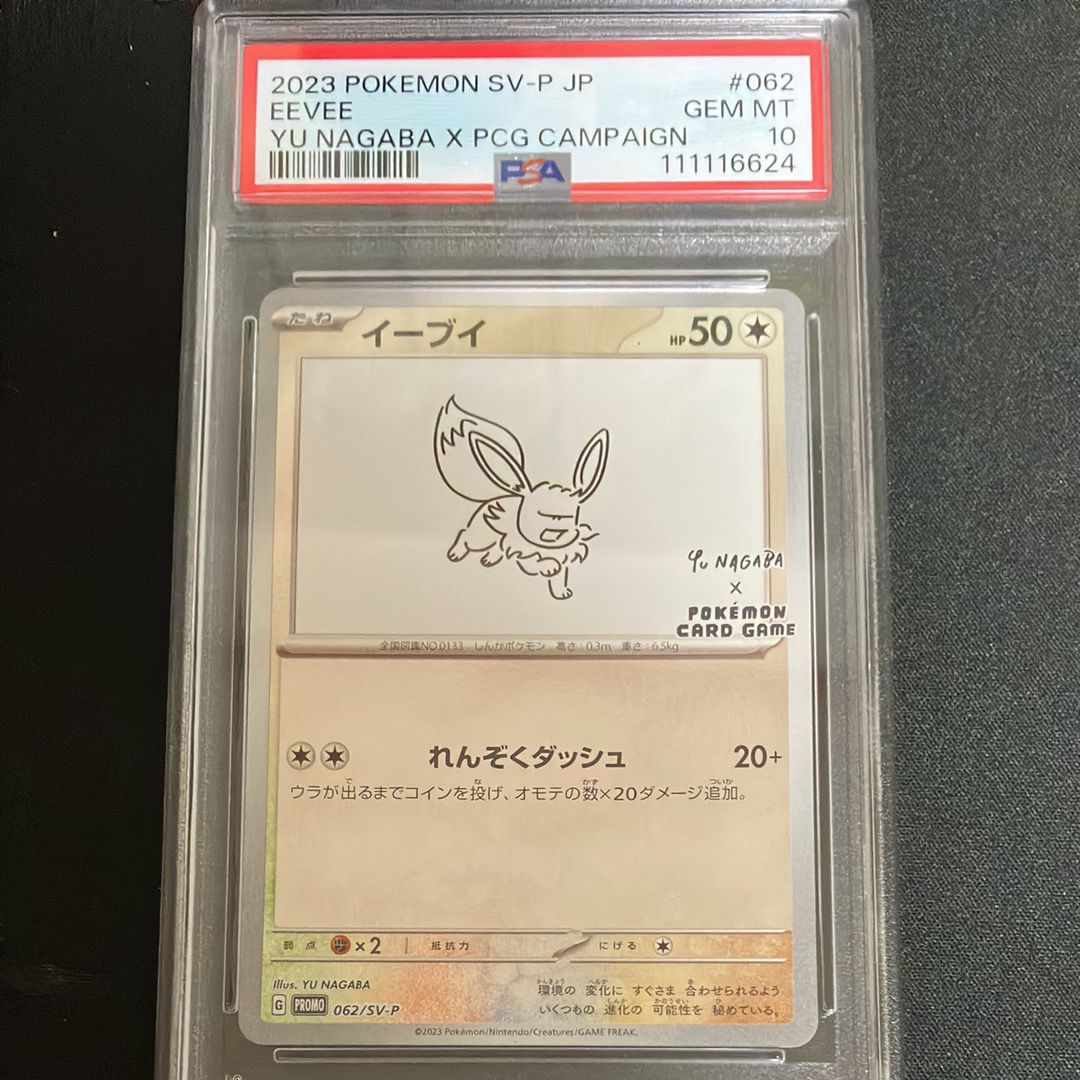 2023 POKEMON SV-P JP #062
EEVEE GEM MT
YU NAGABA X PCG CAMPAIGN 10
PSA 111116624
たね イーブイ HP50
Yu NAGABA
×
POKÉMON
CARD GAME
全国図鑑NO.0133 しんかポケモン 高さ:0.3m 重さ:6.5kg
れんぞくダッシュ 20+
ウラが出るまでコインを投げ、オモテの数×20ダメージ追加。
弱点 ×2 抵抗力 にげる
Illus. YU NAGABA
環境の 変化に すぐさま 合わせられるよう
いくつもの 進化の 可能性を 秘めている。
G PROMO 062/SV-P
©2023 Pokémon/Nintendo/Creatures/GAME FREAK.